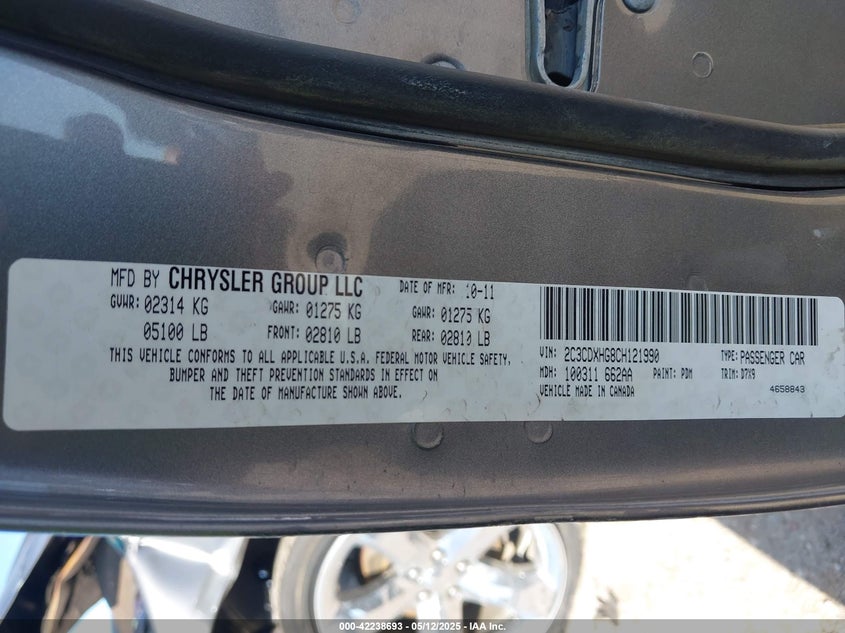 MFD BY CHRYSLER GROUP LLC DATE OF MFR: 10-11
GVWR: 02314 KG GAWR: 01275 KG GAWR: 01275 KG
05100 LB FRONT: 02810 LB REAR: 02810 LB
THIS VEHICLE CONFORMS TO ALL APPLICABLE U.S.A. FEDERAL MOTOR VEHICLE SAFETY,
BUMPER AND THEFT PREVENTION STANDARDS IN EFFECT ON
THE DATE OF MANUFACTURE SHOWN ABOVE.
VIN: 2C3CDXHG8CH121990 TYPE: PASSENGER CAR
MDH: 100311 662AA PAINT: PDM TRIM: D7X9
VEHICLE MADE IN CANADA 4658843
000-42238693 - 05/12/2025 - IAA Inc.